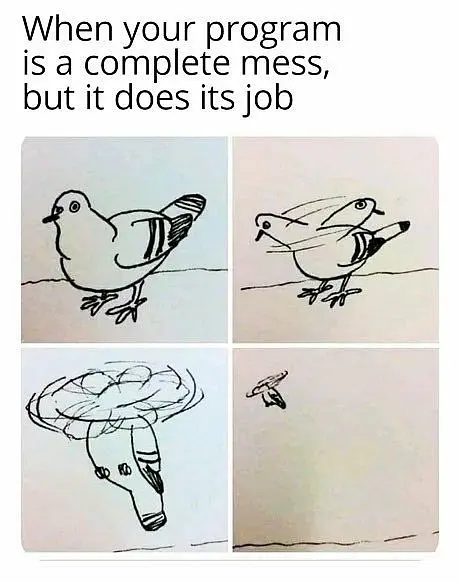 When your program
is a complete mess,
but it does its job